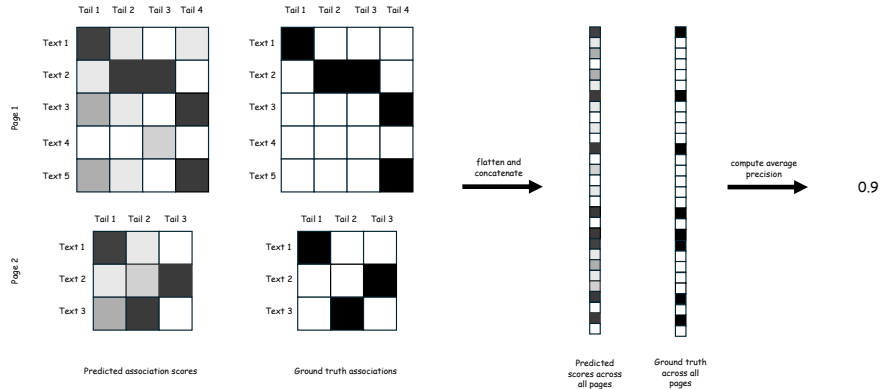 Tail 1 Tail 2 Tail 3 Tail 4
Tail 1 Tail 2 Tail 3 Tail 4
Page 1
Text 1
Text 2
Text 3
Text 4
Text 5
Text 1
Text 2
Text 3
Text 4
Text 5
Page 2
Tail 1 Tail 2 Tail 3
Tail 1 Tail 2 Tail 3
Text 1
Text 2
Text 3
Text 1
Text 2
Text 3
Predicted association scores
Ground truth associations
flatten and
concatenate
Predicted
scores across
all pages
Ground truth
across all
pages
compute average
precision
0.9